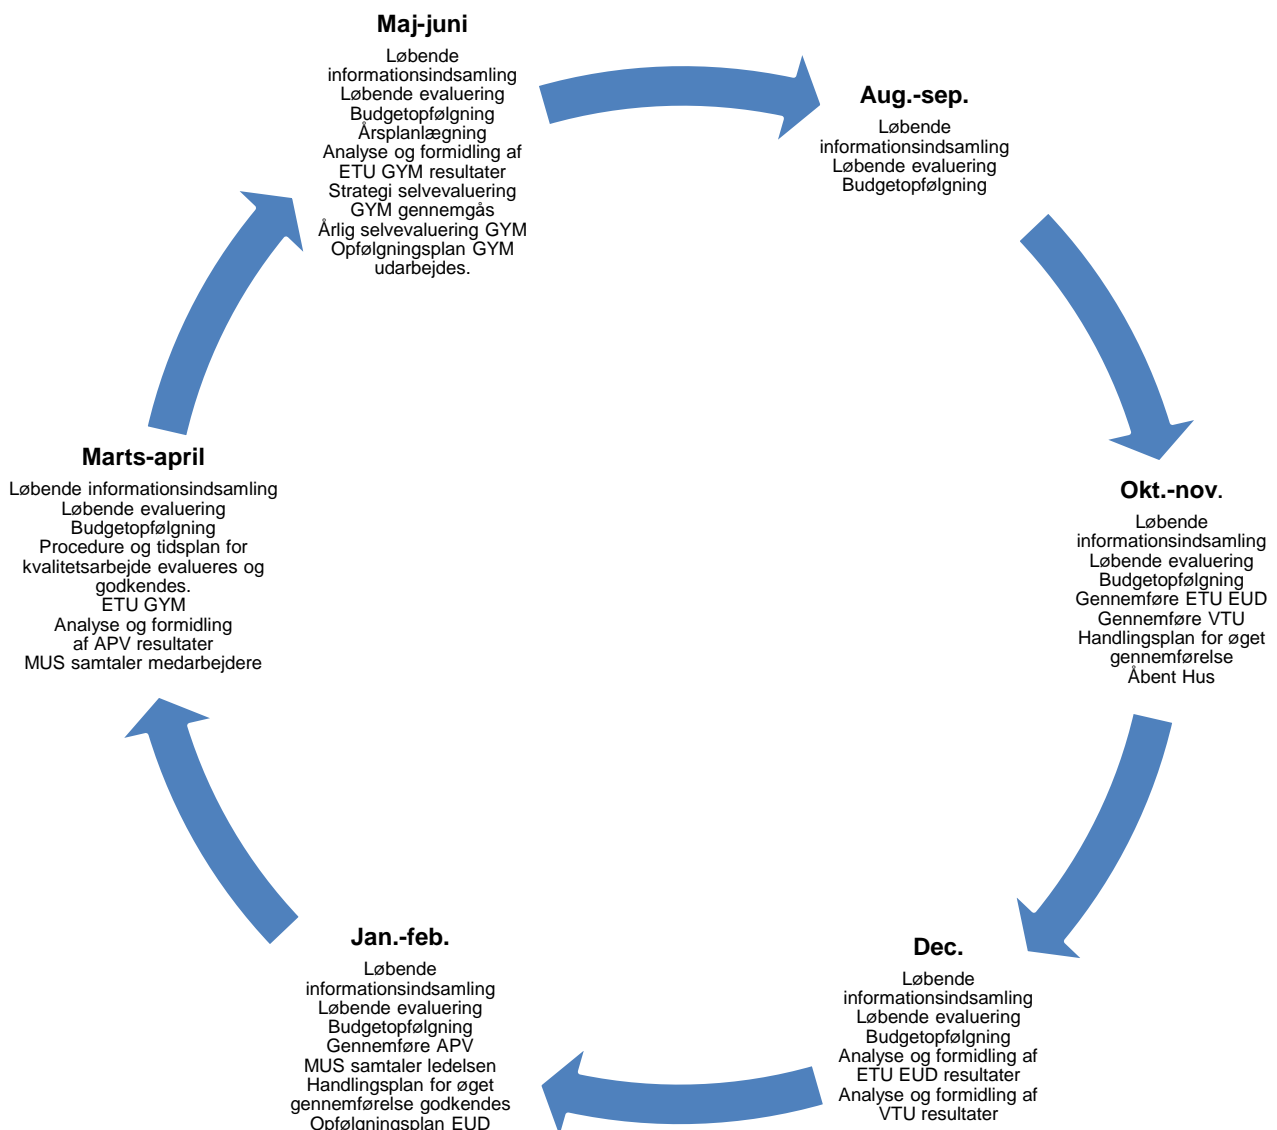 Maj-juni
Løbende
informationsindsamling
Løbende evaluering
Budgetopfølgning
Årsplanlægning
Analyse og formidling af
ETU GYM resultater
Strategi selvevaluering
GYM gennemgås
Årlig selvevaluering GYM
Opfølgningsplan GYM
udarbejdes.
Aug.-sep.
Løbende
informationsindsamling
Løbende evaluering
Budgetopfølgning
Okt.-nov.
Løbende
informationsindsamling
Løbende evaluering
Budgetopfølgning
Gennemføre ETU EUD
Gennemføre VTU
Handlingsplan for øget
gennemførelse
Åbent Hus
Dec.
Løbende
informationsindsamling
Løbende evaluering
Budgetopfølgning
Analyse og formidling af
ETU EUD resultater
Analyse og formidling af
VTU resultater
Jan.-feb.
Løbende
informationsindsamling
Løbende evaluering
Budgetopfølgning
Gennemføre APV
MUS samtaler ledelsen
Handlingsplan for øget
gennemførelse godkendes
Opfølgningsplan EUD
Marts-april
Løbende informationsindsamling
Løbende evaluering
Budgetopfølgning
Procedure og tidsplan for
kvalitetsarbejde evalueres og
godkendes.
ETU GYM
Analyse og formidling
af APV resultater
MUS samtaler medarbejdere